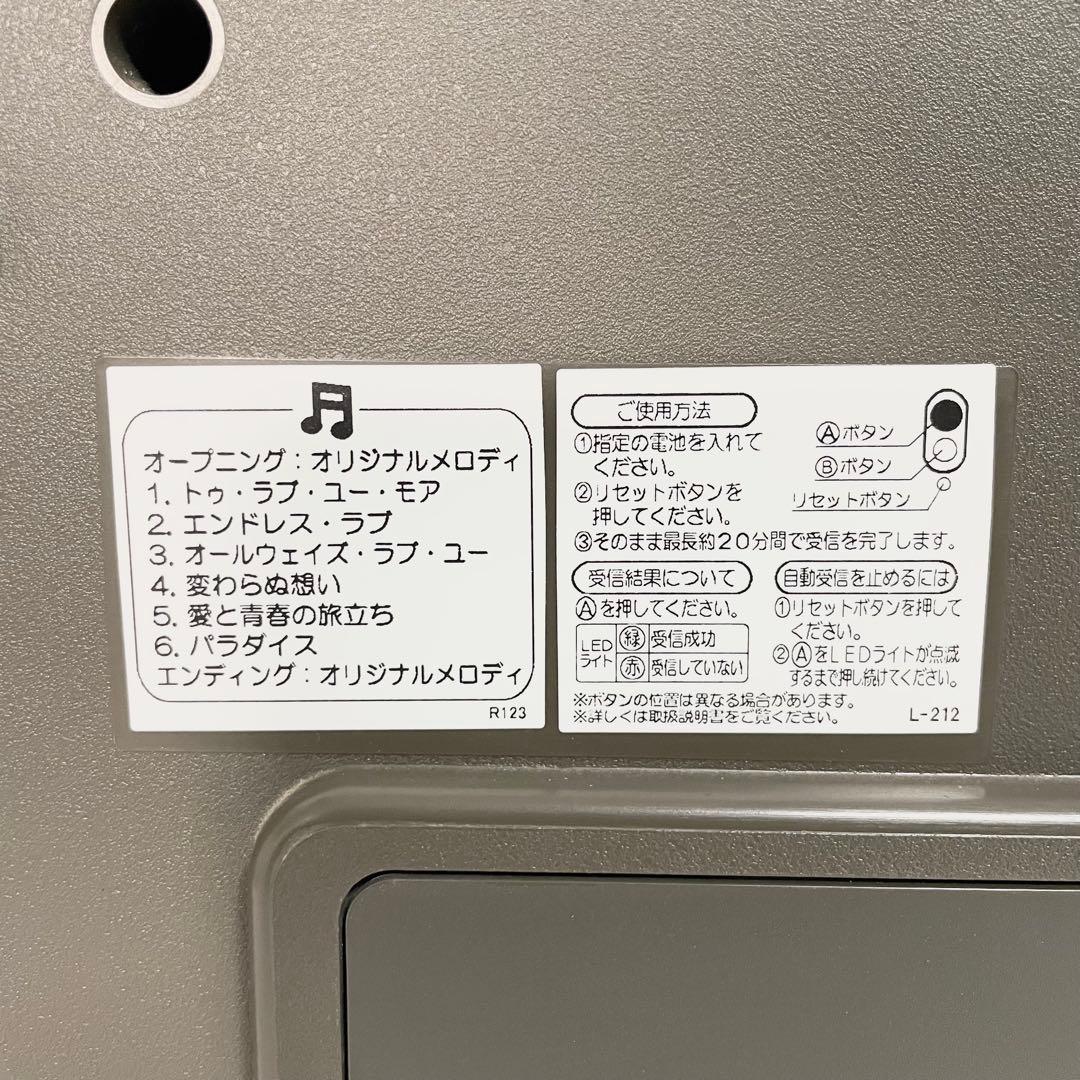 オープニング：オリジナルメロディ
1. トゥ・ラブ・ユー・モア
2. エンドレス・ラブ
3. オールウェイズ・ラブ・ユー
4. 変わらぬ想い
5. 愛と青春の旅立ち
6. パラダイス
エンディング：オリジナルメロディ
R123
ご使用方法
①指定の電池を入れて
ください。
②リセットボタンを
押してください。
③そのまま最長約20分間で受信を完了します。
Ⓐボタン
Ⓑボタン
リセットボタン
受信結果について
Ⓐを押してください。
LED
ライト
緑 受信成功
赤 受信していない
自動受信を止めるには
①リセットボタンを押して
ください。
②ⒶをLEDライトが点滅
するまで押し続けてください。
※ボタンの位置は異なる場合があります。
※詳しくは取扱説明書をご覧ください。
L-212